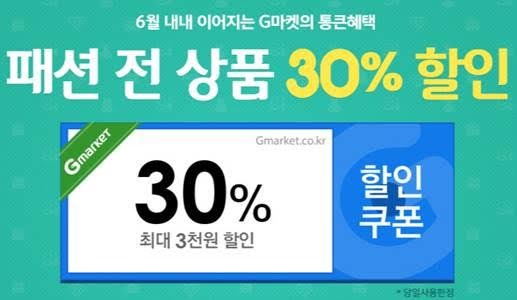 6월 내내 이어지는 G마켓의 통큰혜택
패션 전 상품 30% 할인
Gmarket
Gmarket.co.kr
30%
최대 3천원 할인
할인
쿠폰
* 당일사용한정